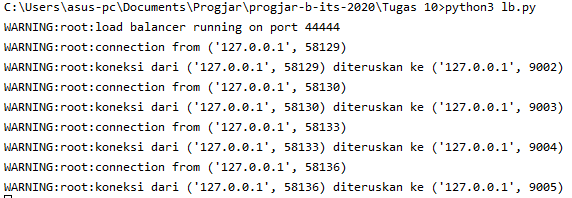 C:\Users\asus-pc\Documents\Progjar\progjar-b-its-2020\Tugas 10>python3 lb.py
WARNING:root:load balancer running on port 44444
WARNING:root:connection from ('127.0.0.1', 58129)
WARNING:root:koneksi dari ('127.0.0.1', 58129) diteruskan ke ('127.0.0.1', 9002)
WARNING:root:connection from ('127.0.0.1', 58130)
WARNING:root:koneksi dari ('127.0.0.1', 58130) diteruskan ke ('127.0.0.1', 9003)
WARNING:root:connection from ('127.0.0.1', 58133)
WARNING:root:koneksi dari ('127.0.0.1', 58133) diteruskan ke ('127.0.0.1', 9004)
WARNING:root:connection from ('127.0.0.1', 58136)
WARNING:root:koneksi dari ('127.0.0.1', 58136) diteruskan ke ('127.0.0.1', 9005)